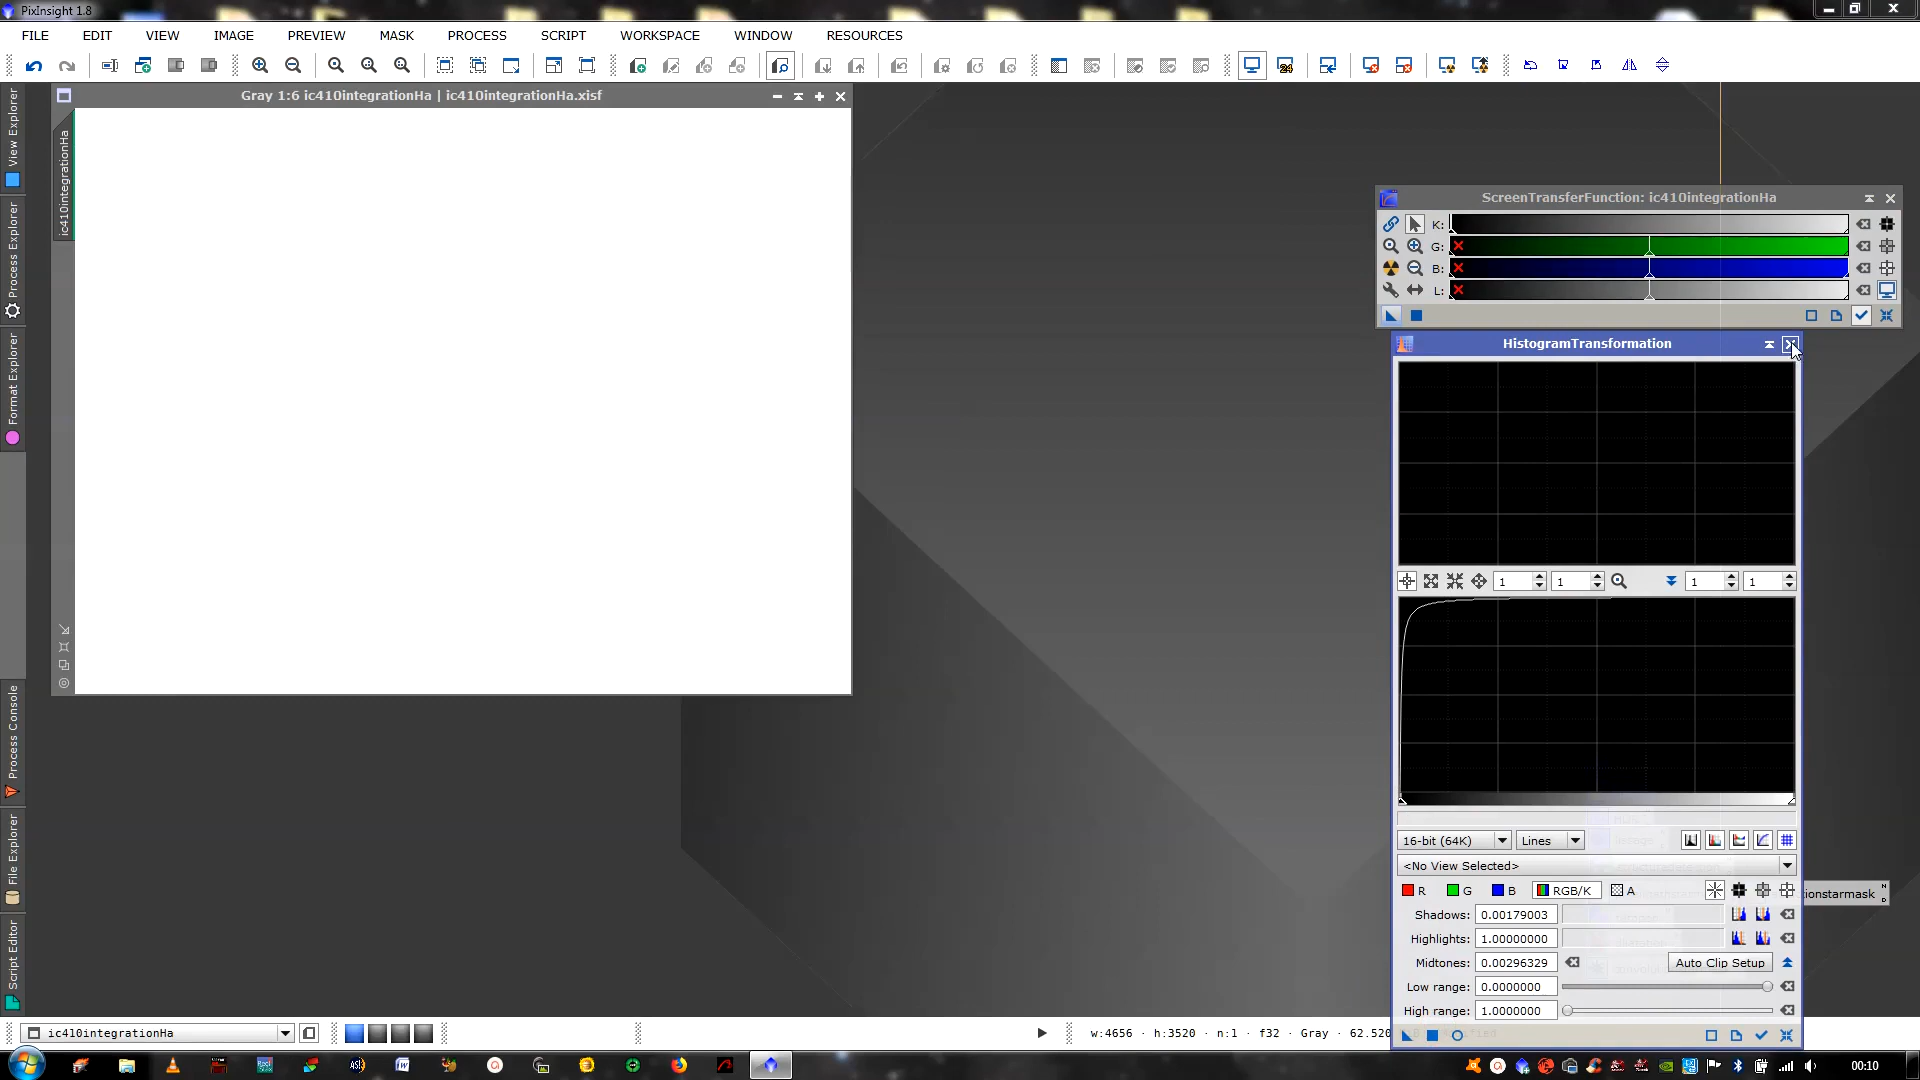 PixInsight 1.8
FILE EDIT VIEW IMAGE PREVIEW MASK PROCESS SCRIPT WORKSPACE WINDOW RESOURCES
24
Gray 1:6 ic410integrationHa | ic410integrationHa.xisf
ic410integrationHa
View Explorer
Process Explorer
Format Explorer
Process Console
File Explorer
Script Editor
ScreenTransferFunction: ic410integrationHa
K:
G:
B:
L:
HistogramTransformation
1 1 1 1
16-bit (64K) Lines
<No View Selected>
R G B RGB/K A
ionstarmask
Shadows: 0.00179003
Highlights: 1.00000000
Midtones: 0.00296329 Auto Clip Setup
Low range: 0.0000000
High range: 1.0000000
ic410integrationHa
w:4656 · h:3520 · n:1 · f32 · Gray · 62.520
00:10